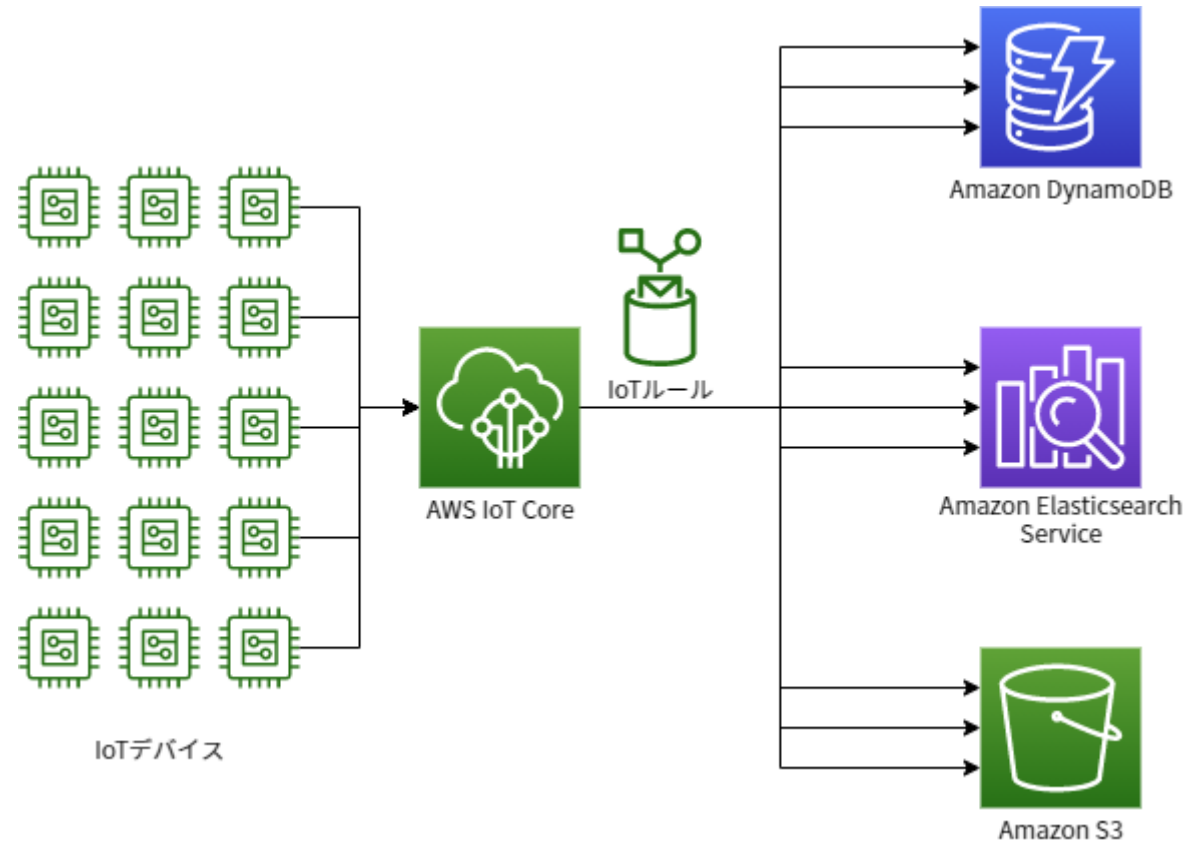 Amazon DynamoDB
IoTルール
AWS IoT Core
Amazon Elasticsearch
Service
IoTデバイス
Amazon S3